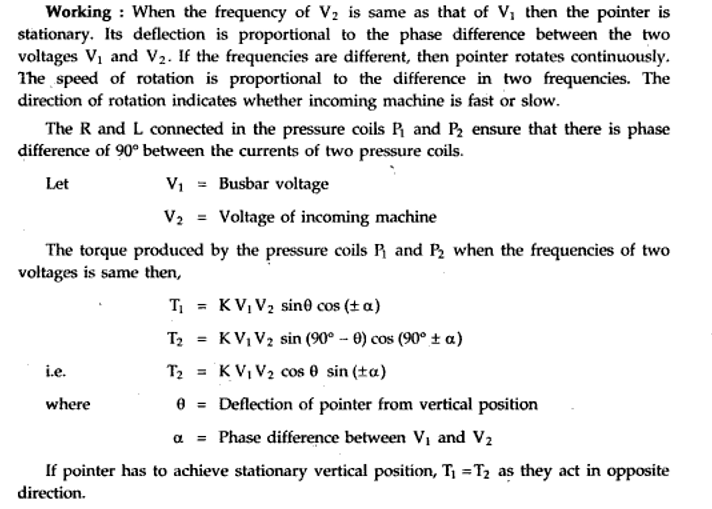 Working : When the frequency of V₂ is same as that of V₁ then the pointer is
stationary. Its deflection is proportional to the phase difference between the two
voltages V₁ and V₂. If the frequencies are different, then pointer rotates continuously.
The speed of rotation is proportional to the difference in two frequencies. The
direction of rotation indicates whether incoming machine is fast or slow.
The R and L connected in the pressure coils P₁ and P₂ ensure that there is phase
difference of 90° between the currents of two pressure coils.
Let V₁ = Busbar voltage
V₂ = Voltage of incoming machine
The torque produced by the pressure coils P₁ and P₂ when the frequencies of two
voltages is same then,
T₁ = K V₁ V₂ sinθ cos (± α)
T₂ = K V₁ V₂ sin (90° – θ) cos (90° ± α)
i.e. T₂ = K V₁ V₂ cos θ sin (±α)
where θ = Deflection of pointer from vertical position
α = Phase difference between V₁ and V₂
If pointer has to achieve stationary vertical position, T₁ =T₂ as they act in opposite
direction.